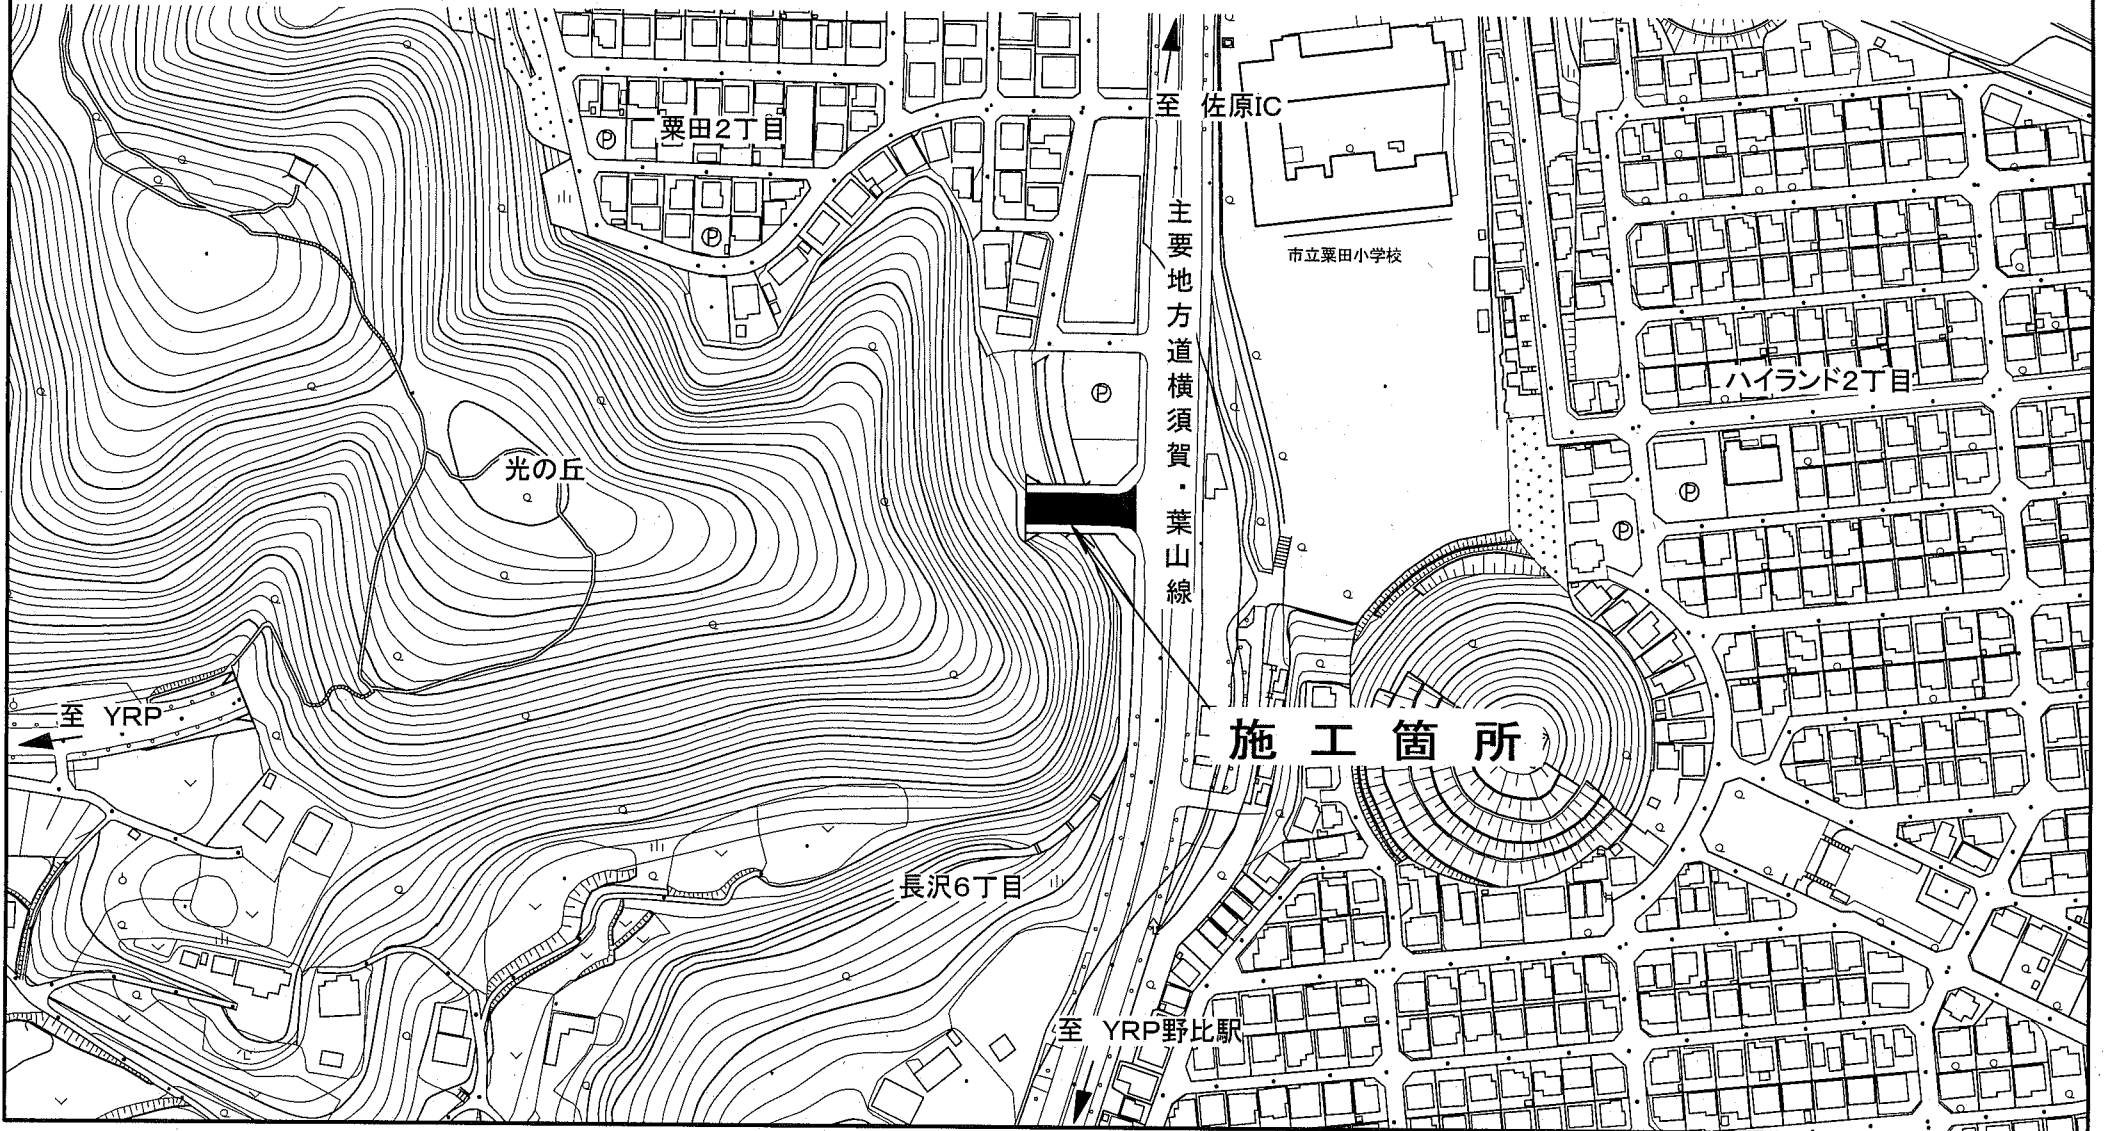 至 佐原IC
粟田2丁目
Ⓟ
Ⓟ
主要地方道横須賀・葉山線
市立粟田小学校
ハイランド2丁目
Ⓟ
光の丘
Ⓟ
Ⓟ
至 YRP
施工箇所
長沢6丁目
至 YRP野比駅